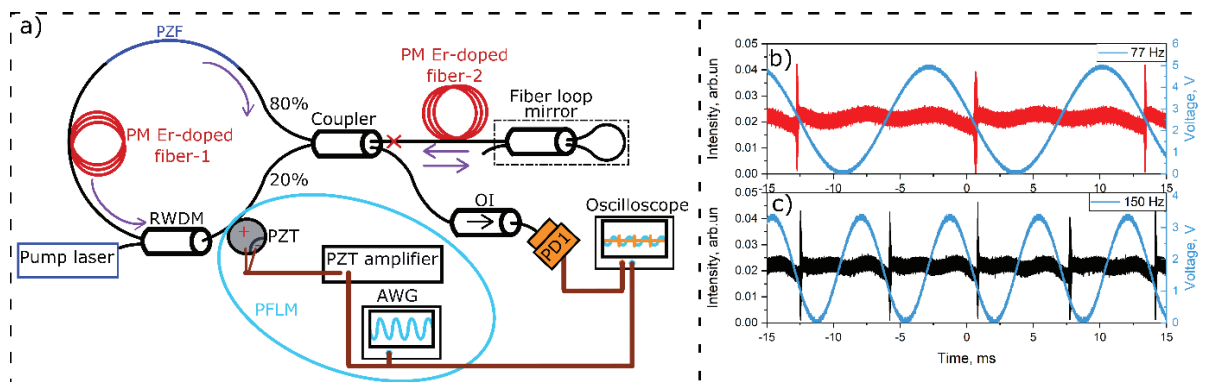 a)
PZF
PM Er-doped
fiber-1
80%
20%
Coupler
PM Er-doped
fiber-2
Fiber loop
mirror
RWDM
Pump laser
PZT
PZT amplifier
AWG
PFLM
OI
PD1
Oscilloscope
b)
77 Hz
Intensity, arb.un
0.05
0.04
0.03
0.02
0.01
0.00
Voltage, V
6
5
4
3
2
1
0
-15 -10 -5 0 5 10 15
c)
150 Hz
Intensity, arb.un
0.05
0.04
0.03
0.02
0.01
0.00
Voltage, V
4
3
2
1
0
-15 -10 -5 0 5 10 15
Time, ms